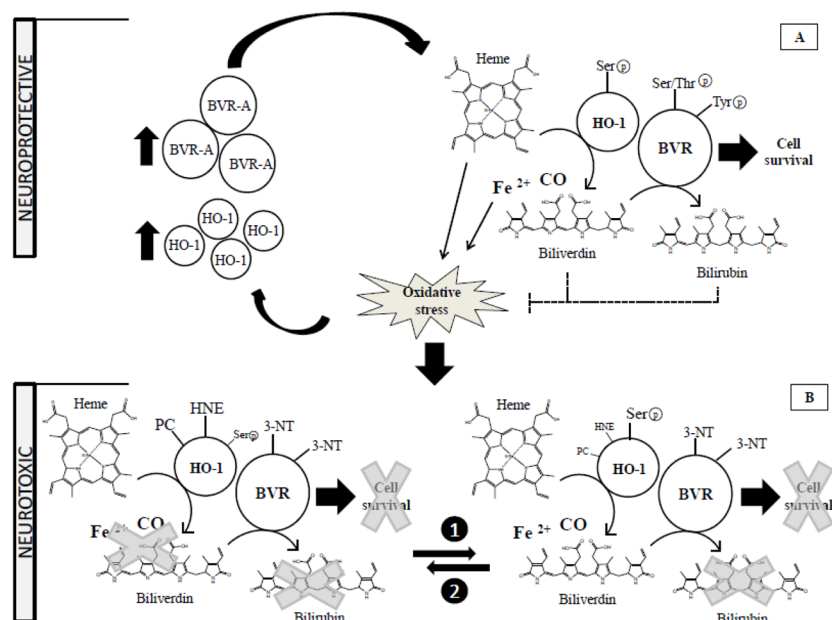 NEUROPROTECTIVE
A
BVR-A
BVR-A
BVR-A
HO-1
HO-1
HO-1
HO-1
Heme
Ser p
HO-1
Ser/Thr p
Tyr p
BVR
Cell
survival
Fe 2+ CO
Biliverdin
Bilirubin
Oxidative
stress
NEUROTOXIC
B
Heme
PC
HNE
Ser p
HO-1
3-NT
3-NT
BVR
Cell
survival
CO
Biliverdin
Bilirubin
1
2
Heme
HNE
PC
Ser p
HO-1
3-NT
3-NT
BVR
Cell
survival
Fe 2+ CO
Biliverdin
Bilirubin